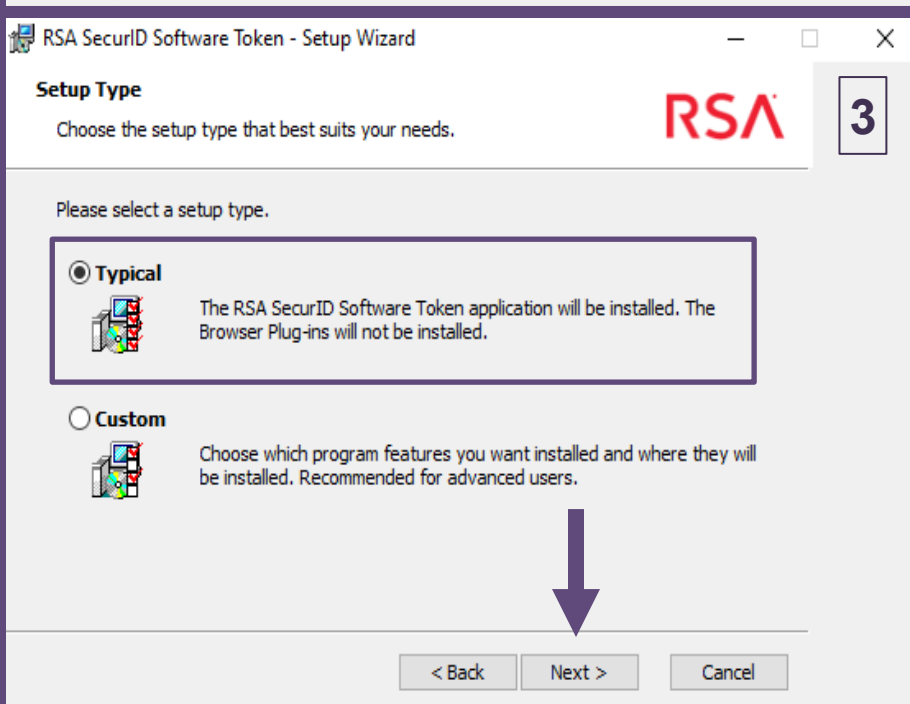 RSA SecurID Software Token - Setup Wizard
Setup Type
Choose the setup type that best suits your needs.
RSA
3
Please select a setup type.
Typical
The RSA SecurID Software Token application will be installed. The
Browser Plug-ins will not be installed.
Custom
Choose which program features you want installed and where they will
be installed. Recommended for advanced users.
< Back
Next >
Cancel